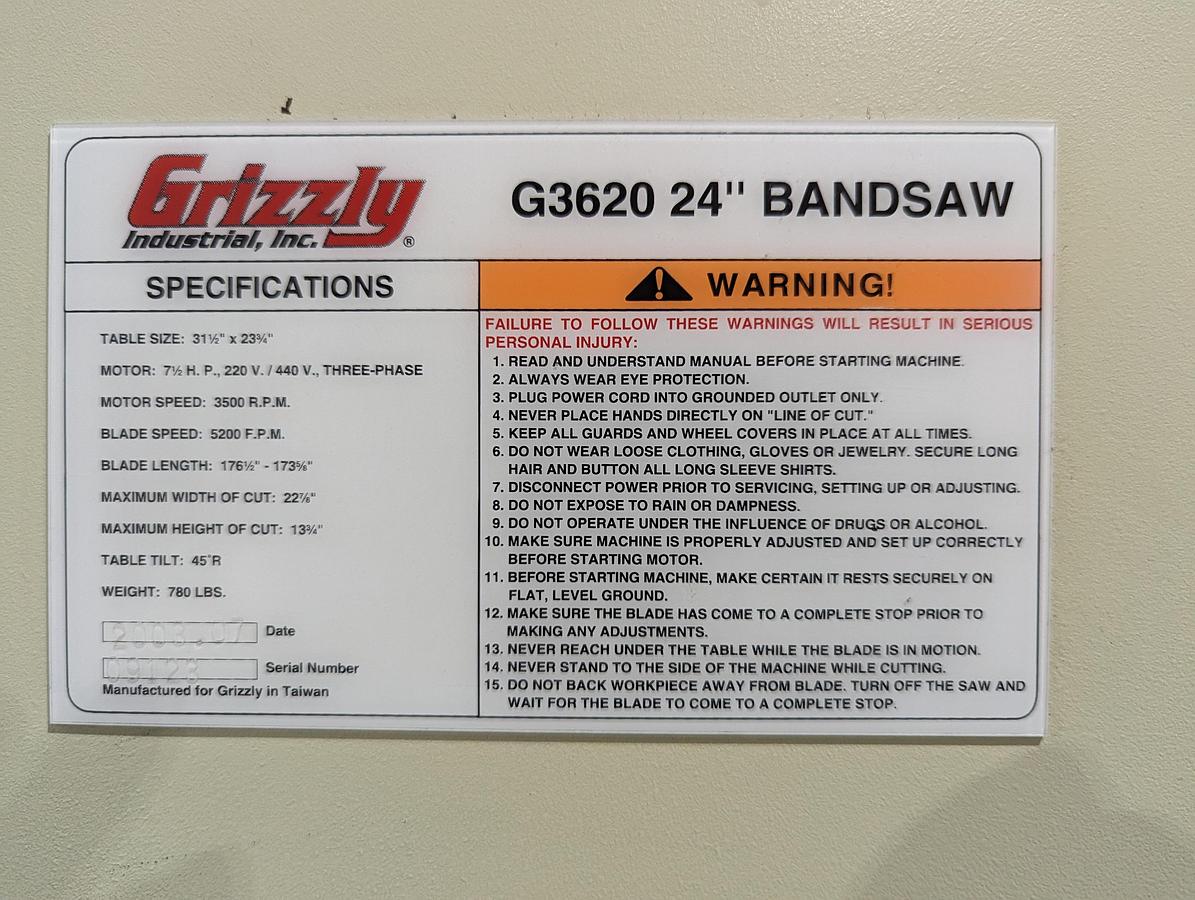 Grizzly
Industrial, Inc. ®
G3620 24" BANDSAW
SPECIFICATIONS
TABLE SIZE: 31½" x 23¾"
MOTOR: 7½ H. P., 220 V. / 440 V., THREE-PHASE
MOTOR SPEED: 3500 R.P.M.
BLADE SPEED: 5200 F.P.M.
BLADE LENGTH: 176½" - 173⅝"
MAXIMUM WIDTH OF CUT: 22⅞"
MAXIMUM HEIGHT OF CUT: 13¾"
TABLE TILT: 45°R
WEIGHT: 780 LBS.
2003.07 Date
09128 Serial Number
Manufactured for Grizzly in Taiwan
WARNING!
FAILURE TO FOLLOW THESE WARNINGS WILL RESULT IN SERIOUS
PERSONAL INJURY:
1. READ AND UNDERSTAND MANUAL BEFORE STARTING MACHINE.
2. ALWAYS WEAR EYE PROTECTION.
3. PLUG POWER CORD INTO GROUNDED OUTLET ONLY.
4. NEVER PLACE HANDS DIRECTLY ON "LINE OF CUT."
5. KEEP ALL GUARDS AND WHEEL COVERS IN PLACE AT ALL TIMES.
6. DO NOT WEAR LOOSE CLOTHING, GLOVES OR JEWELRY. SECURE LONG
HAIR AND BUTTON ALL LONG SLEEVE SHIRTS.
7. DISCONNECT POWER PRIOR TO SERVICING, SETTING UP OR ADJUSTING.
8. DO NOT EXPOSE TO RAIN OR DAMPNESS.
9. DO NOT OPERATE UNDER THE INFLUENCE OF DRUGS OR ALCOHOL.
10. MAKE SURE MACHINE IS PROPERLY ADJUSTED AND SET UP CORRECTLY
BEFORE STARTING MOTOR.
11. BEFORE STARTING MACHINE, MAKE CERTAIN IT RESTS SECURELY ON
FLAT, LEVEL GROUND.
12. MAKE SURE THE BLADE HAS COME TO A COMPLETE STOP PRIOR TO
MAKING ANY ADJUSTMENTS.
13. NEVER REACH UNDER THE TABLE WHILE THE BLADE IS IN MOTION.
14. NEVER STAND TO THE SIDE OF THE MACHINE WHILE CUTTING.
15. DO NOT BACK WORKPIECE AWAY FROM BLADE. TURN OFF THE SAW AND
WAIT FOR THE BLADE TO COME TO A COMPLETE STOP.